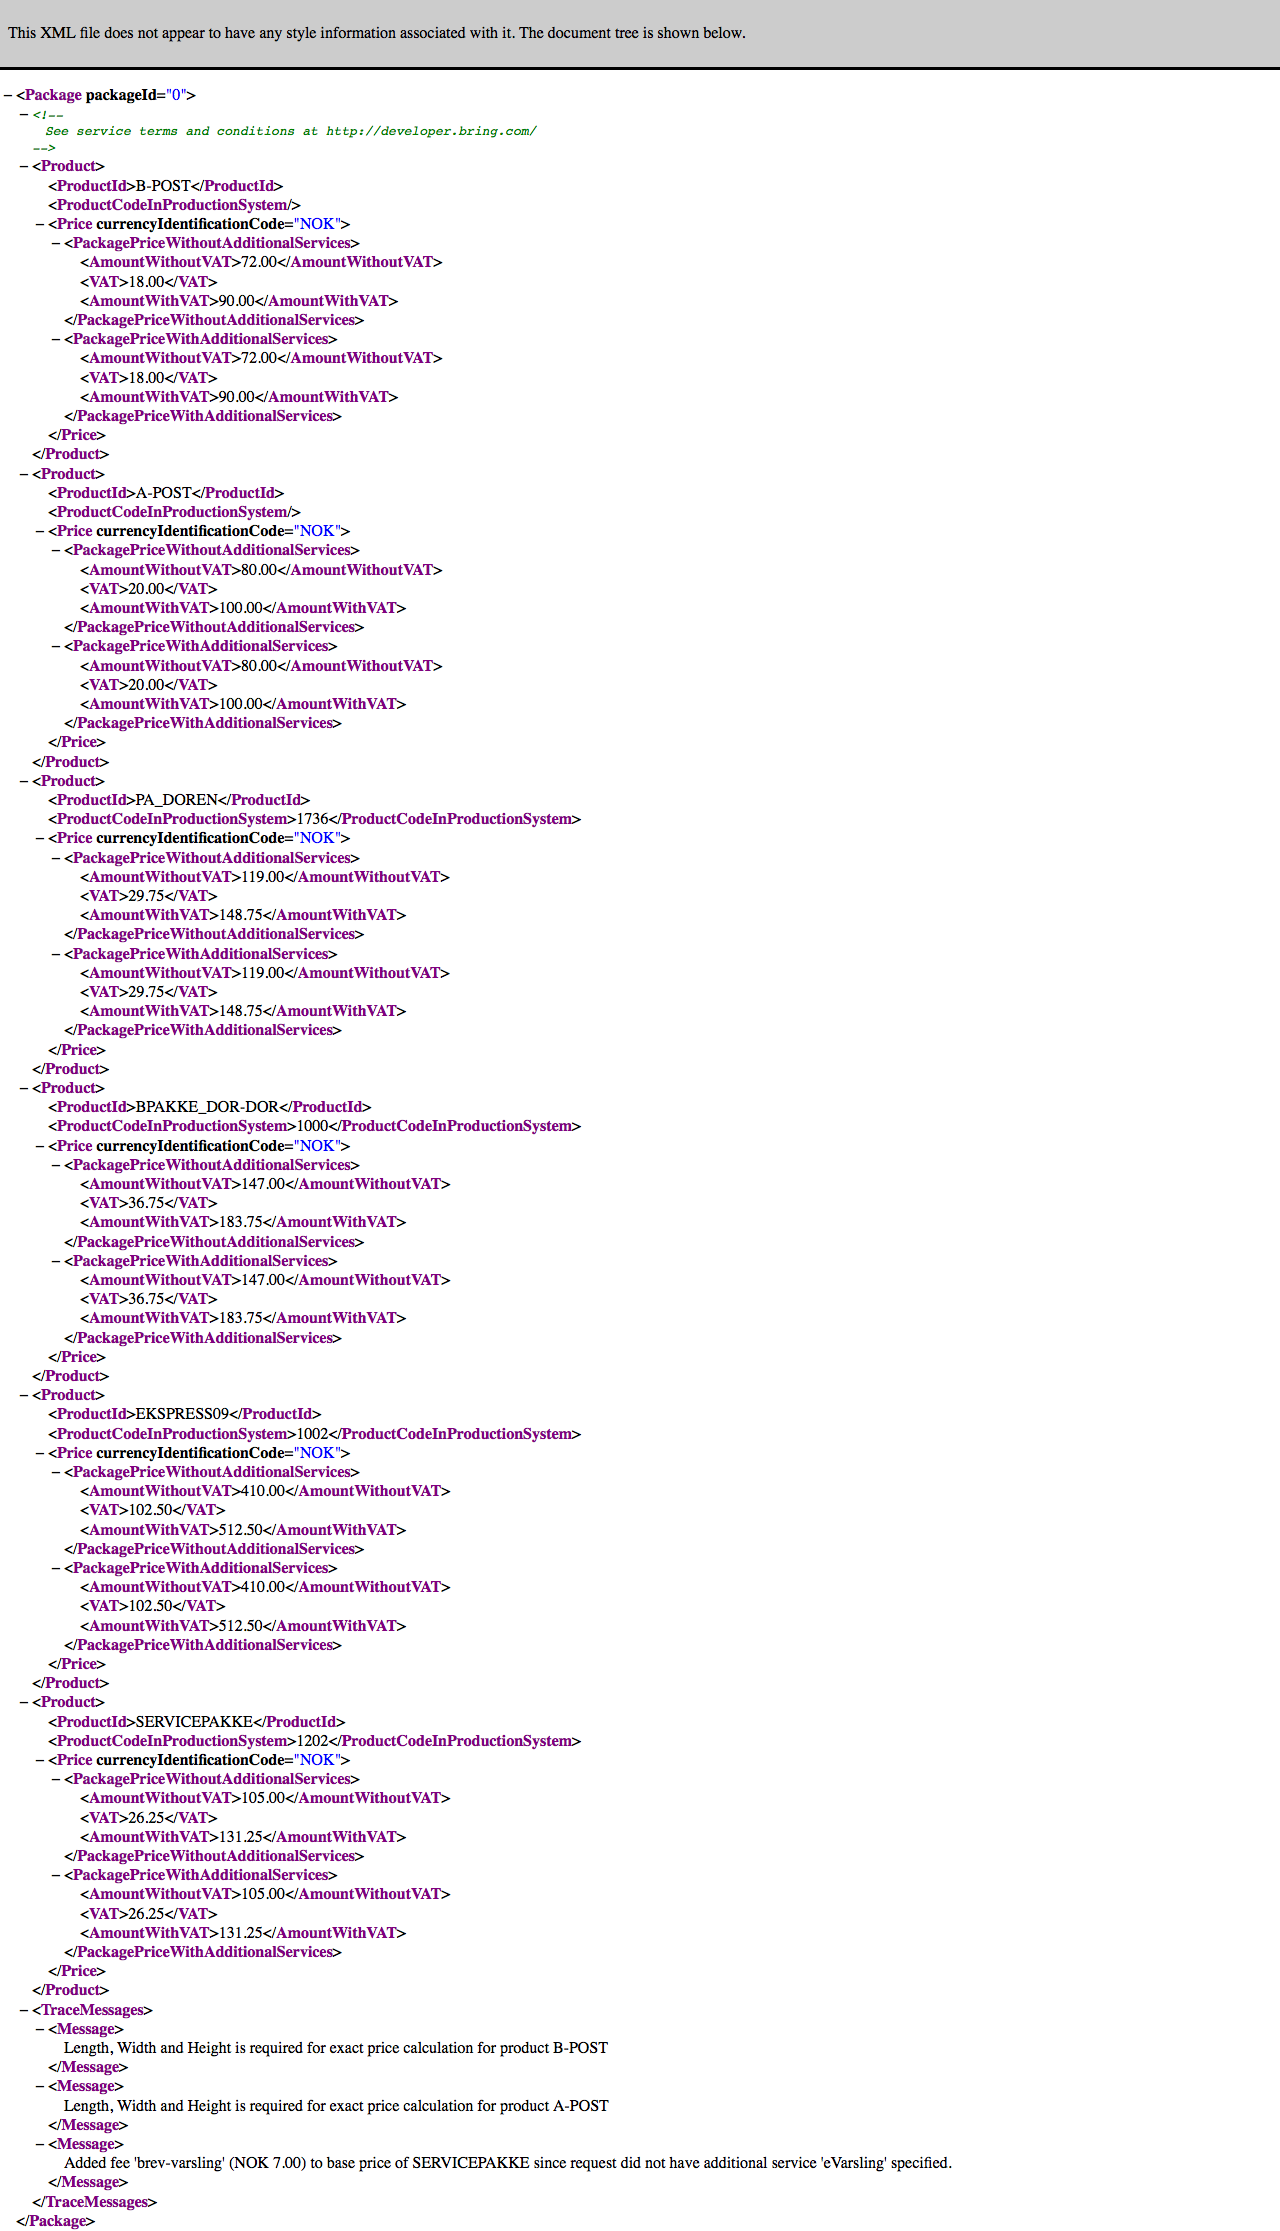 This XML file does not appear to have any style information associated with it. The document tree is shown below.
– <Package packageId="0">
– <!--
See service terms and conditions at http://developer.bring.com/
-->
– <Product>
<ProductId>B-POST</ProductId>
<ProductCodeInProductionSystem/>
– <Price currencyIdentificationCode="NOK">
– <PackagePriceWithoutAdditionalServices>
<AmountWithoutVAT>72.00</AmountWithoutVAT>
<VAT>18.00</VAT>
<AmountWithVAT>90.00</AmountWithVAT>
</PackagePriceWithoutAdditionalServices>
– <PackagePriceWithAdditionalServices>
<AmountWithoutVAT>72.00</AmountWithoutVAT>
<VAT>18.00</VAT>
<AmountWithVAT>90.00</AmountWithVAT>
</PackagePriceWithAdditionalServices>
</Price>
</Product>
– <Product>
<ProductId>A-POST</ProductId>
<ProductCodeInProductionSystem/>
– <Price currencyIdentificationCode="NOK">
– <PackagePriceWithoutAdditionalServices>
<AmountWithoutVAT>80.00</AmountWithoutVAT>
<VAT>20.00</VAT>
<AmountWithVAT>100.00</AmountWithVAT>
</PackagePriceWithoutAdditionalServices>
– <PackagePriceWithAdditionalServices>
<AmountWithoutVAT>80.00</AmountWithoutVAT>
<VAT>20.00</VAT>
<AmountWithVAT>100.00</AmountWithVAT>
</PackagePriceWithAdditionalServices>
</Price>
</Product>
– <Product>
<ProductId>PA_DOREN</ProductId>
<ProductCodeInProductionSystem>1736</ProductCodeInProductionSystem>
– <Price currencyIdentificationCode="NOK">
– <PackagePriceWithoutAdditionalServices>
<AmountWithoutVAT>119.00</AmountWithoutVAT>
<VAT>29.75</VAT>
<AmountWithVAT>148.75</AmountWithVAT>
</PackagePriceWithoutAdditionalServices>
– <PackagePriceWithAdditionalServices>
<AmountWithoutVAT>119.00</AmountWithoutVAT>
<VAT>29.75</VAT>
<AmountWithVAT>148.75</AmountWithVAT>
</PackagePriceWithAdditionalServices>
</Price>
</Product>
– <Product>
<ProductId>BPAKKE_DOR-DOR</ProductId>
<ProductCodeInProductionSystem>1000</ProductCodeInProductionSystem>
– <Price currencyIdentificationCode="NOK">
– <PackagePriceWithoutAdditionalServices>
<AmountWithoutVAT>147.00</AmountWithoutVAT>
<VAT>36.75</VAT>
<AmountWithVAT>183.75</AmountWithVAT>
</PackagePriceWithoutAdditionalServices>
– <PackagePriceWithAdditionalServices>
<AmountWithoutVAT>147.00</AmountWithoutVAT>
<VAT>36.75</VAT>
<AmountWithVAT>183.75</AmountWithVAT>
</PackagePriceWithAdditionalServices>
</Price>
</Product>
– <Product>
<ProductId>EKSPRESS09</ProductId>
<ProductCodeInProductionSystem>1002</ProductCodeInProductionSystem>
– <Price currencyIdentificationCode="NOK">
– <PackagePriceWithoutAdditionalServices>
<AmountWithoutVAT>410.00</AmountWithoutVAT>
<VAT>102.50</VAT>
<AmountWithVAT>512.50</AmountWithVAT>
</PackagePriceWithoutAdditionalServices>
– <PackagePriceWithAdditionalServices>
<AmountWithoutVAT>410.00</AmountWithoutVAT>
<VAT>102.50</VAT>
<AmountWithVAT>512.50</AmountWithVAT>
</PackagePriceWithAdditionalServices>
</Price>
</Product>
– <Product>
<ProductId>SERVICEPAKKE</ProductId>
<ProductCodeInProductionSystem>1202</ProductCodeInProductionSystem>
– <Price currencyIdentificationCode="NOK">
– <PackagePriceWithoutAdditionalServices>
<AmountWithoutVAT>105.00</AmountWithoutVAT>
<VAT>26.25</VAT>
<AmountWithVAT>131.25</AmountWithVAT>
</PackagePriceWithoutAdditionalServices>
– <PackagePriceWithAdditionalServices>
<AmountWithoutVAT>105.00</AmountWithoutVAT>
<VAT>26.25</VAT>
<AmountWithVAT>131.25</AmountWithVAT>
</PackagePriceWithAdditionalServices>
</Price>
</Product>
– <TraceMessages>
– <Message>
Length, Width and Height is required for exact price calculation for product B-POST
</Message>
– <Message>
Length, Width and Height is required for exact price calculation for product A-POST
</Message>
– <Message>
Added fee 'brev-varsling' (NOK 7.00) to base price of SERVICEPAKKE since request did not have additional service 'eVarsling' specified.
</Message>
</TraceMessages>
</Package>